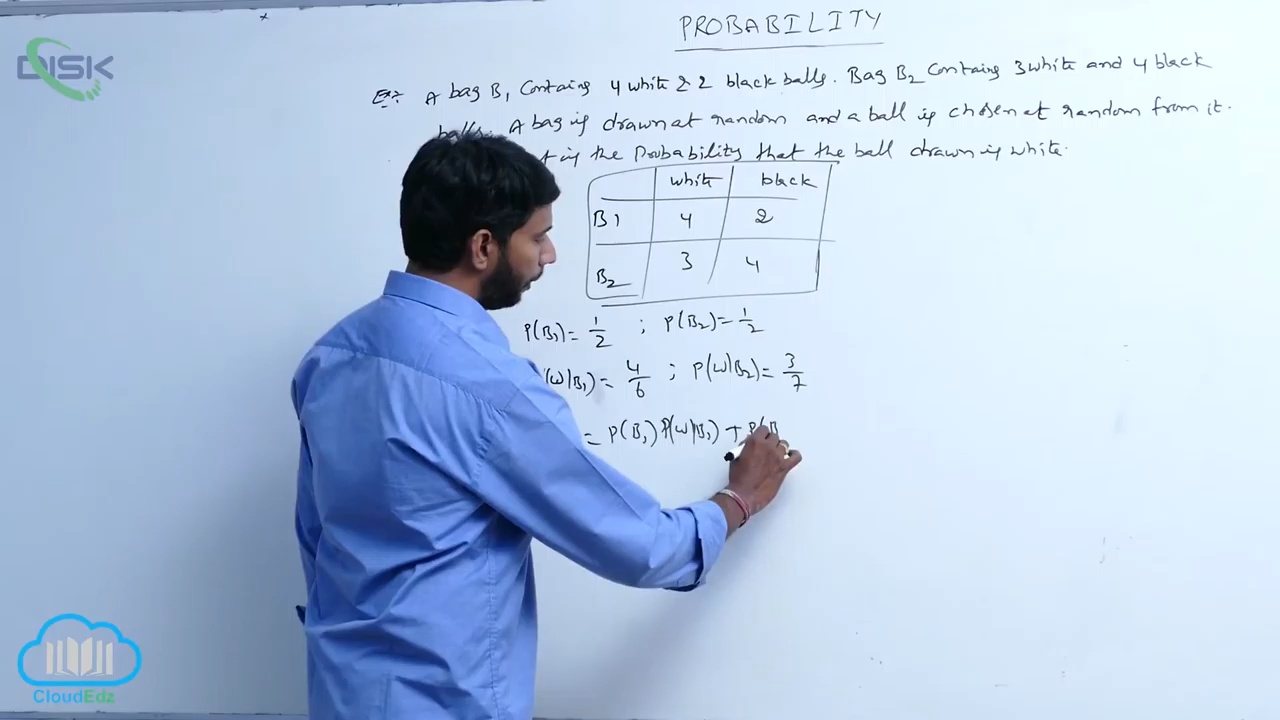 DISK
PROBABILITY
Ex: A bag B1 Contains 4 white & 2 black balls. Bag B2 Contains 3 white and 4 black
balls. A bag is drawn at random and a ball is chosen at random from it.
is the Probability that the ball drawn is white.
white black
B1 4 2
B2 3 4
P(B1) = 1/2 ; P(B2) = 1/2
(W|B1) = 4/6 ; P(W|B2) = 3/7
= P(B1) P(W|B1) + P(B
CloudEdz